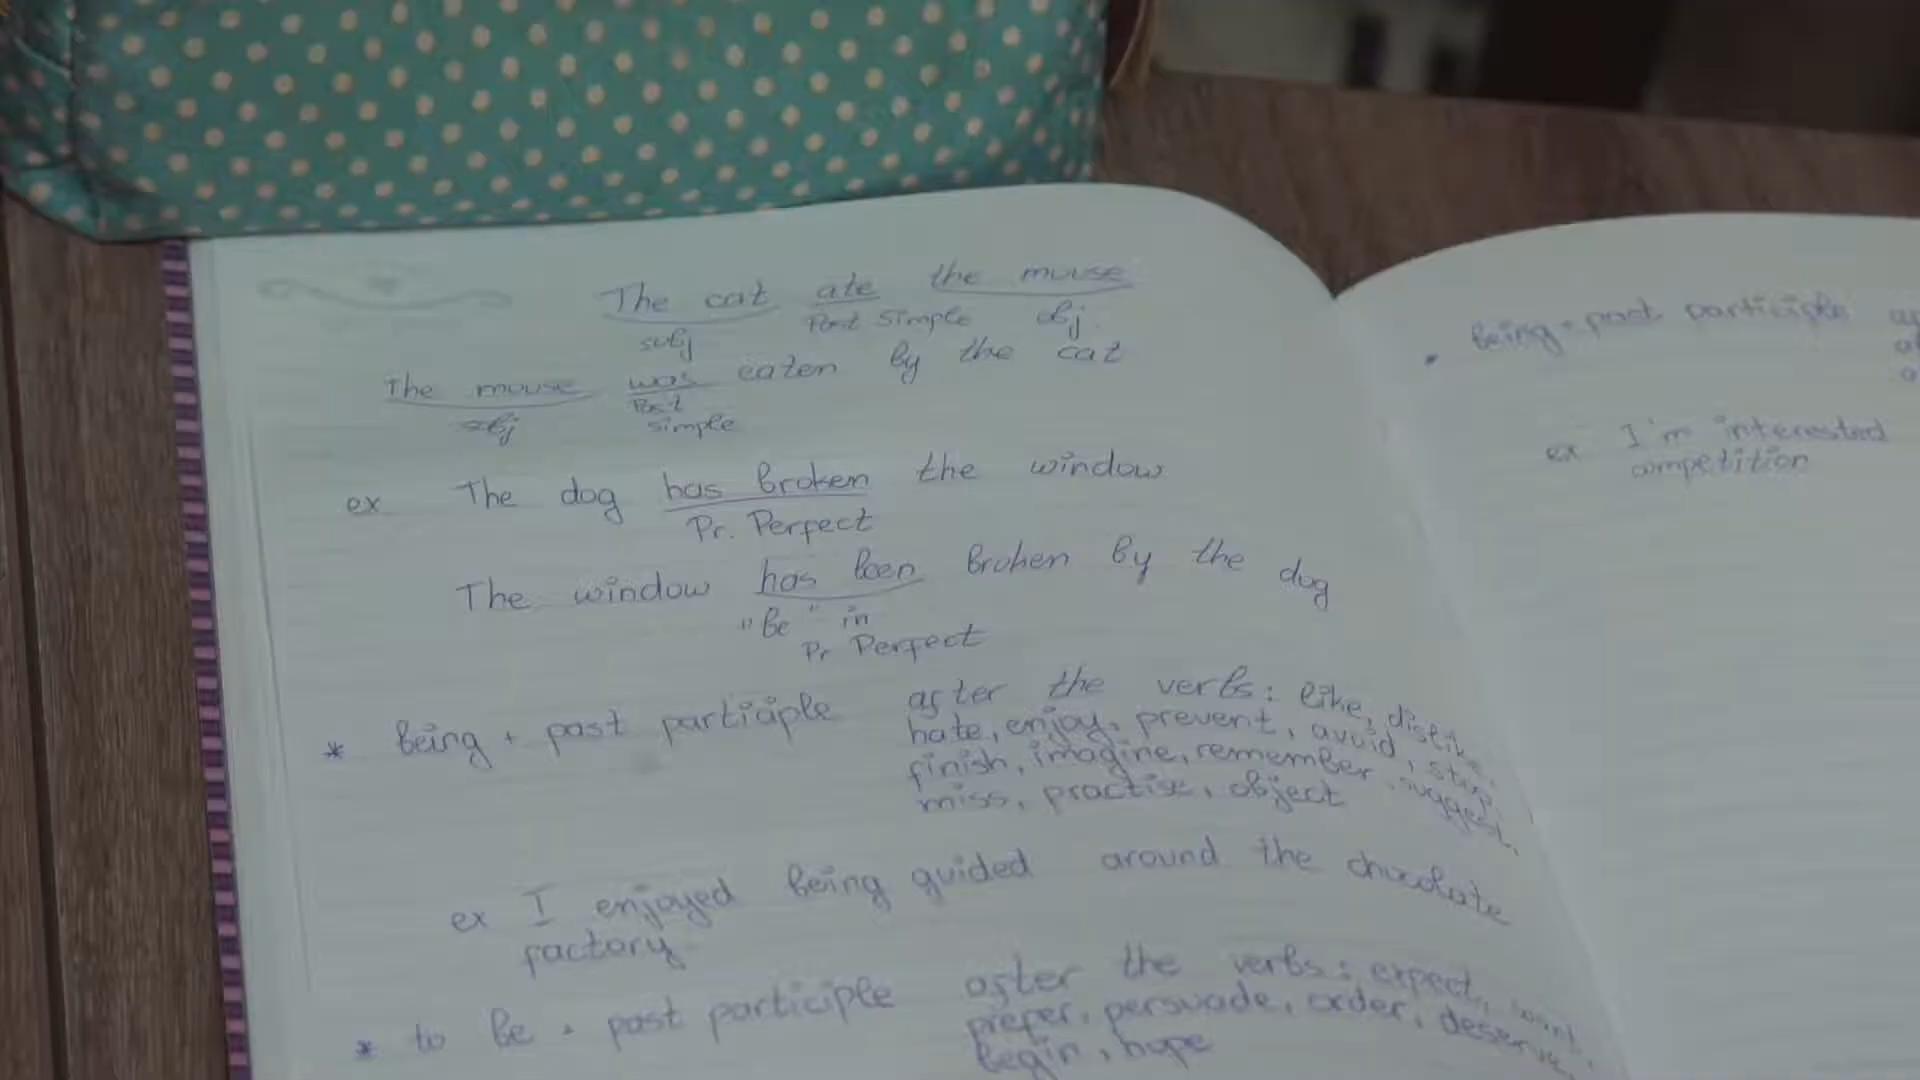 The cat ate the mouse
subj Past Simple obj.
The mouse was eaten by the cat
Past
simple
ex The dog has broken the window
Pr. Perfect
The window has been broken by the dog
"be" in
Pr Perfect
* being + past participle after the verbs: like, dislike,
hate, enjoy, prevent, avoid, stop,
finish, imagine, remember, suggest,
miss, practise, object
ex I enjoyed being guided around the chocolate
factory
* to be + past participle after the verbs: expect, want,
prefer, persuade, order, deserve,
begin, hope
being + past participle
ex I'm interested
competition